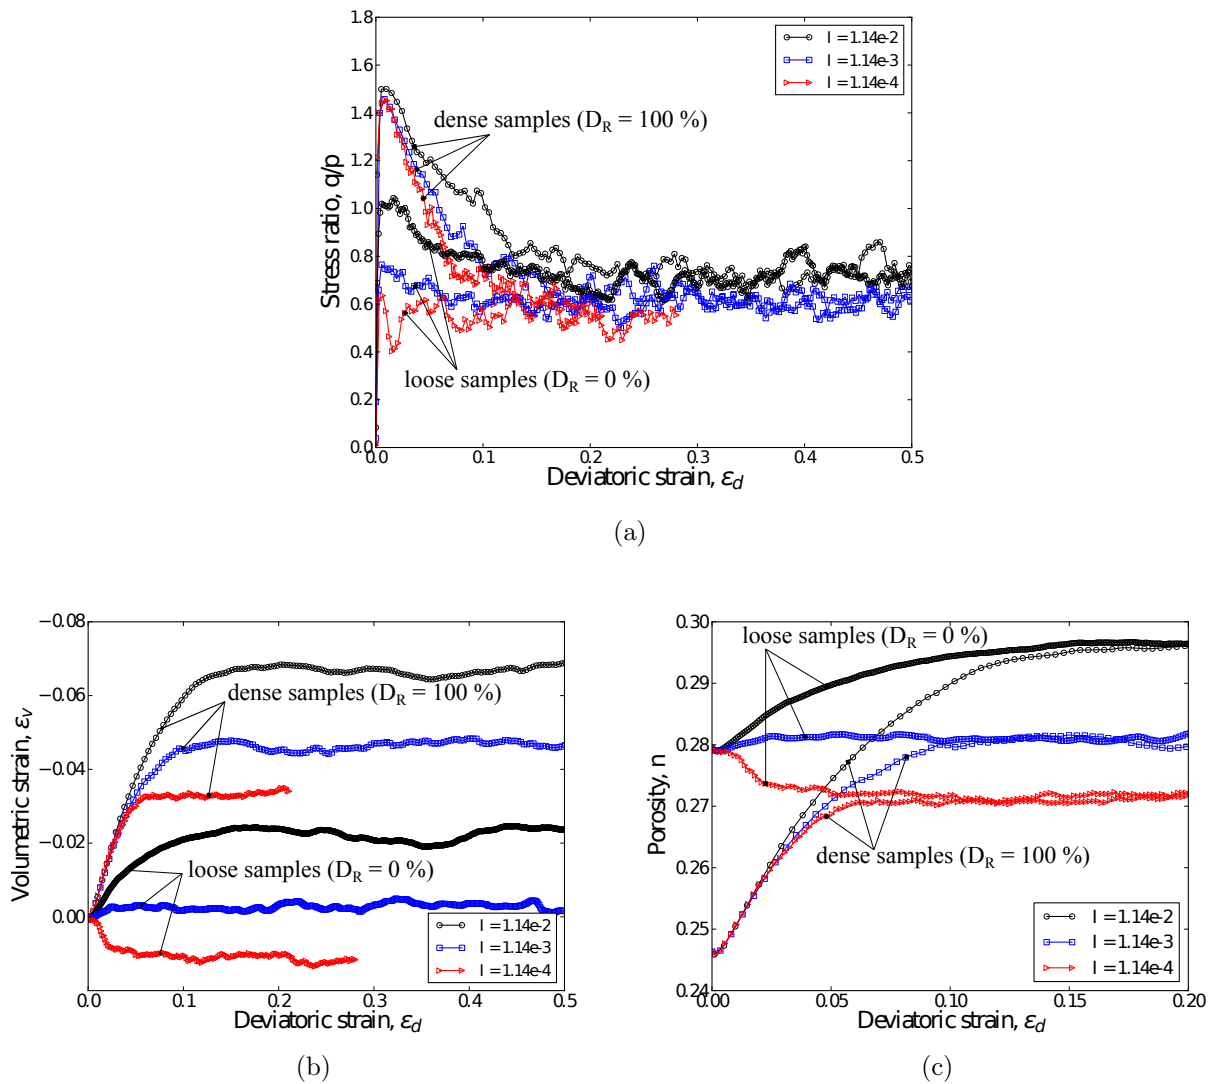 1.8
1.6
1.4
1.2
1.0
0.8
0.6
0.4
0.2
0.0
Stress ratio, q/p
I = 1.14e-2
I = 1.14e-3
I = 1.14e-4
dense samples (D_R = 100 %)
loose samples (D_R = 0 %)
0.0 0.1 0.2 0.3 0.4 0.5
Deviatoric strain, ε_d
(a)
−0.08
−0.06
−0.04
−0.02
0.00
Volumetric strain, ε_v
dense samples (D_R = 100 %)
loose samples (D_R = 0 %)
I = 1.14e-2
I = 1.14e-3
I = 1.14e-4
0.0 0.1 0.2 0.3 0.4 0.5
Deviatoric strain, ε_d
(b)
0.30
0.29
0.28
0.27
0.26
0.25
0.24
Porosity, n
loose samples (D_R = 0 %)
dense samples (D_R = 100 %)
I = 1.14e-2
I = 1.14e-3
I = 1.14e-4
0.00 0.05 0.10 0.15 0.20
Deviatoric strain, ε_d
(c)